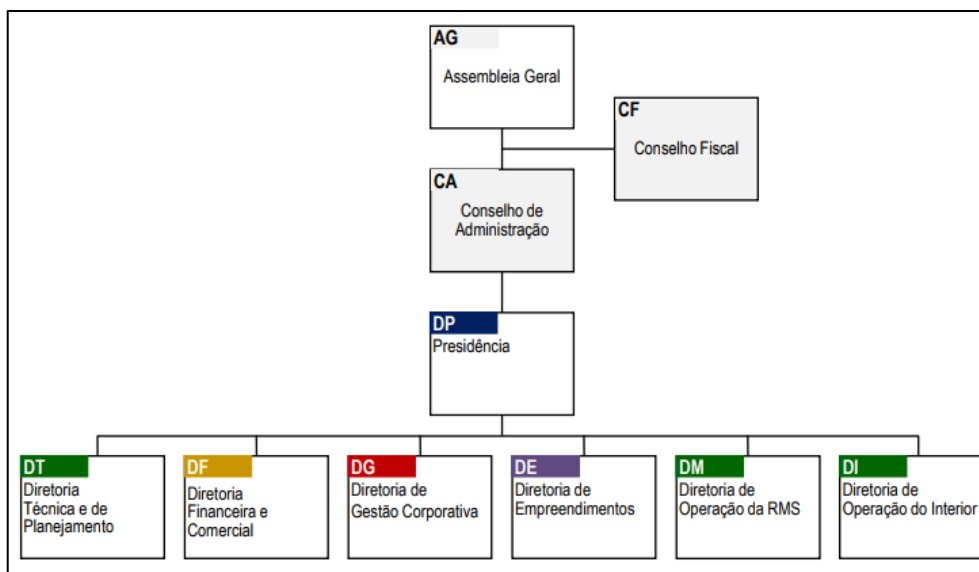 AG
Assembleia Geral
CF
Conselho Fiscal
CA
Conselho de
Administração
DP
Presidência
DT
Diretoria
Técnica e de
Planejamento
DF
Diretoria
Financeira e
Comercial
DG
Diretoria de
Gestão Corporativa
DE
Diretoria de
Empreendimentos
DM
Diretoria de
Operação da RMS
DI
Diretoria de
Operação do Interior